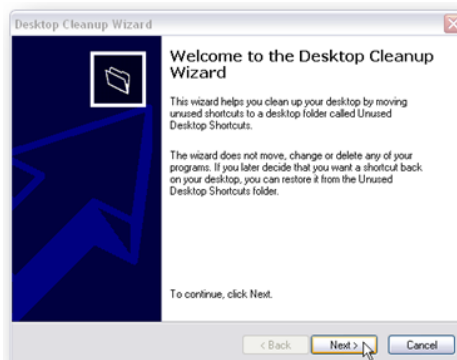 Desktop Cleanup Wizard
Welcome to the Desktop Cleanup
Wizard
This wizard helps you clean up your desktop by moving
unused shortcuts to a desktop folder called Unused
Desktop Shortcuts.
The wizard does not move, change or delete any of your
programs. If you later decide that you want a shortcut back
on your desktop, you can restore it from the Unused
Desktop Shortcuts folder.
To continue, click Next.
< Back Next > Cancel